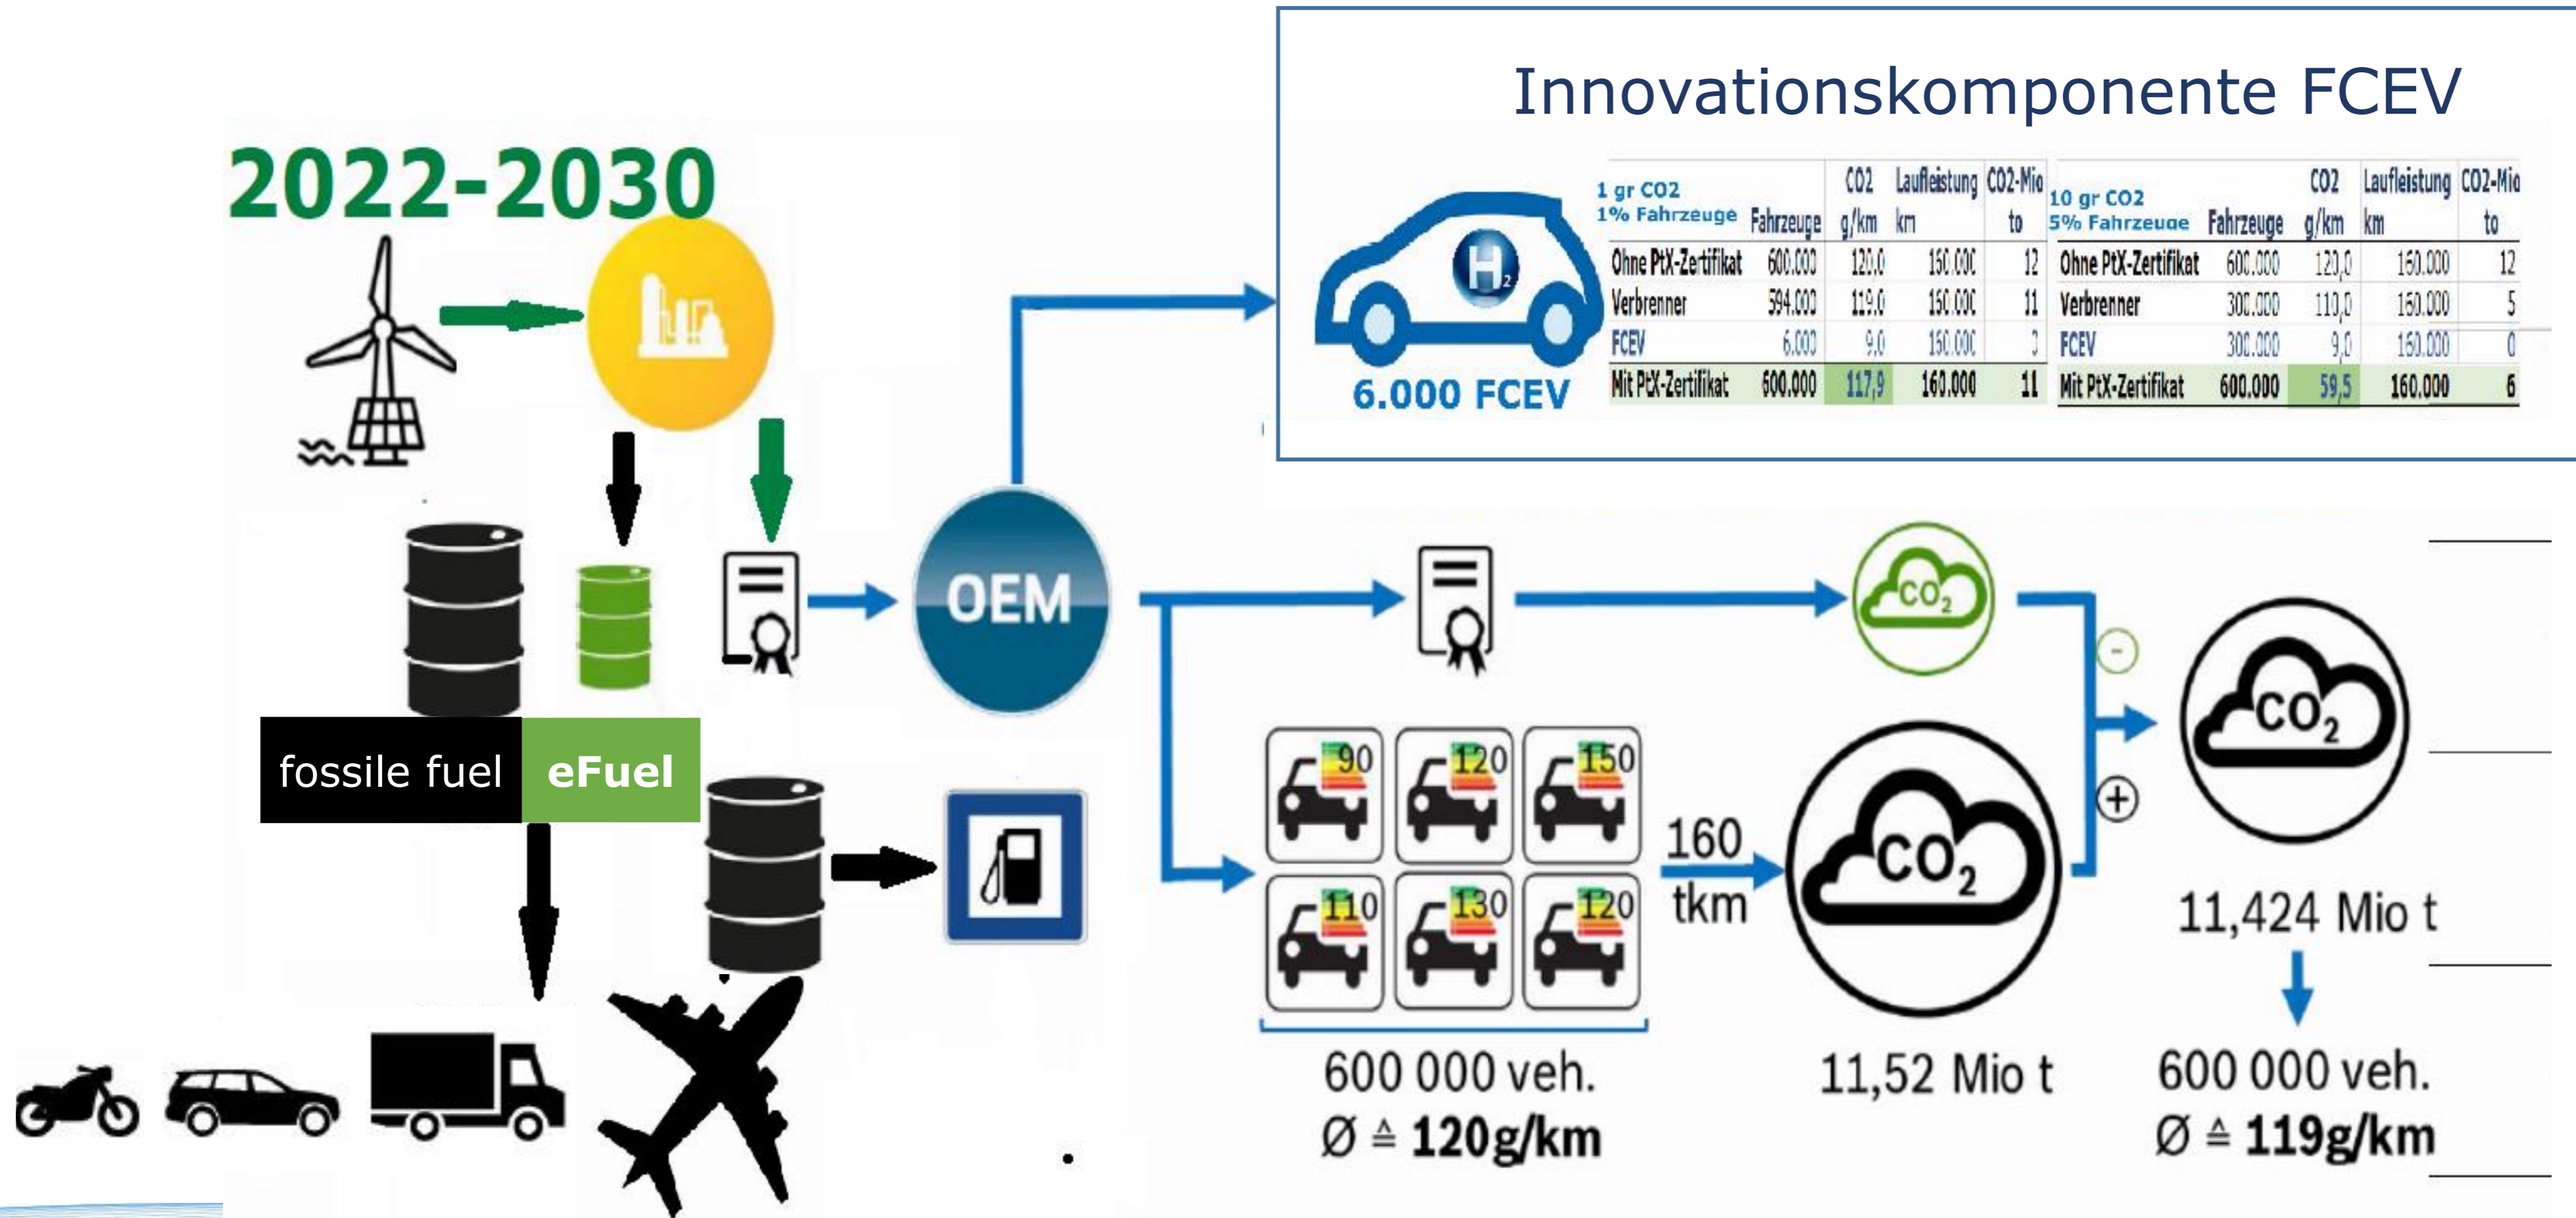 Innovationskomponente FCEV
2022-2030
1 gr CO2
1% Fahrzeuge Fahrzeuge CO2 g/km Laufleistung km CO2-Mio to
Ohne PtX-Zertifikat 600.000 120,0 160.000 12
Verbrenner 594.000 119,0 160.000 11
FCEV 6.000 9,0 160.000
Mit PtX-Zertifikat 600.000 117,9 160.000 11
10 gr CO2
5% Fahrzeuge Fahrzeuge CO2 g/km Laufleistung km CO2-Mio to
Ohne PtX-Zertifikat 600.000 120,0 160.000 12
Verbrenner 300.000 110,0 160.000 5
FCEV 300.000 9,0 160.000 0
Mit PtX-Zertifikat 600.000 59,5 160.000 6
H2
6.000 FCEV
OEM
CO2
-
CO2
+
CO2
fossile fuel eFuel
90 120 150
110 130 120
160
tkm
11,424 Mio t
600 000 veh.
Ø ≙ 120g/km
11,52 Mio t
600 000 veh.
Ø ≙ 119g/km